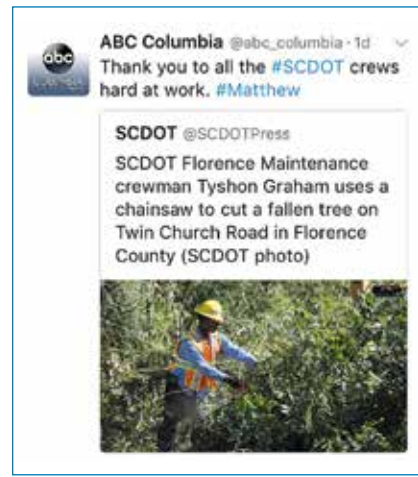 abc
ABC Columbia @abc_columbia · 1d
Thank you to all the #SCDOT crews
hard at work. #Matthew
SCDOT @SCDOTPress
SCDOT Florence Maintenance
crewman Tyshon Graham uses a
chainsaw to cut a fallen tree on
Twin Church Road in Florence
County (SCDOT photo)